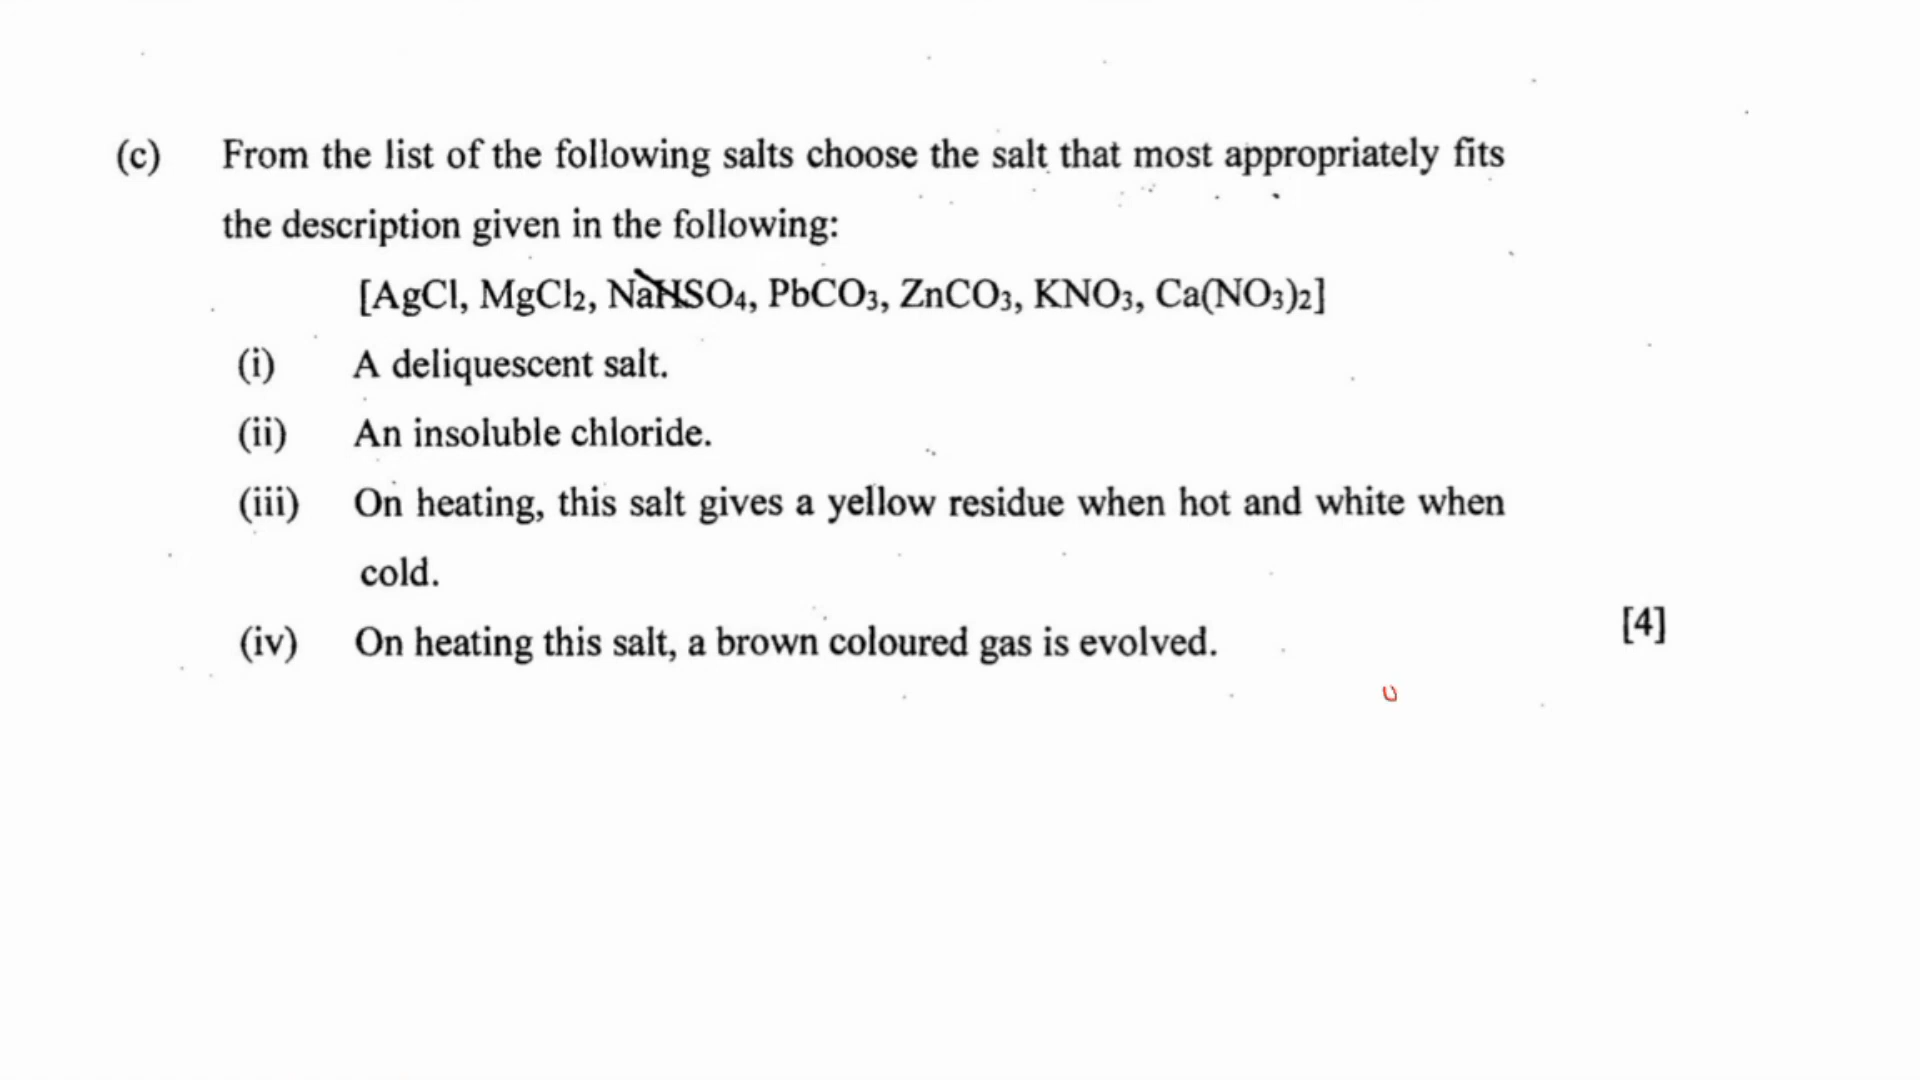 (c) From the list of the following salts choose the salt that most appropriately fits
the description given in the following:
[AgCl, MgCl₂, NaHSO₄, PbCO₃, ZnCO₃, KNO₃, Ca(NO₃)₂]
(i) A deliquescent salt.
(ii) An insoluble chloride.
(iii) On heating, this salt gives a yellow residue when hot and white when
cold.
[4]
(iv) On heating this salt, a brown coloured gas is evolved.